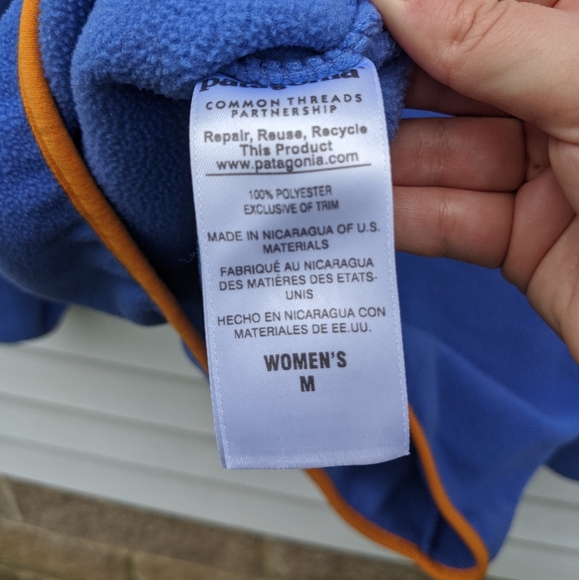 patagonia
COMMON THREADS
PARTNERSHIP
Repair, Reuse, Recycle
This Product
www.patagonia.com
100% POLYESTER
EXCLUSIVE OF TRIM
MADE IN NICARAGUA OF U.S.
MATERIALS
FABRIQUÉ AU NICARAGUA
DES MATIÈRES DES ETATS-
UNIS
HECHO EN NICARAGUA CON
MATERIALES DE EE.UU.
WOMEN'S
M